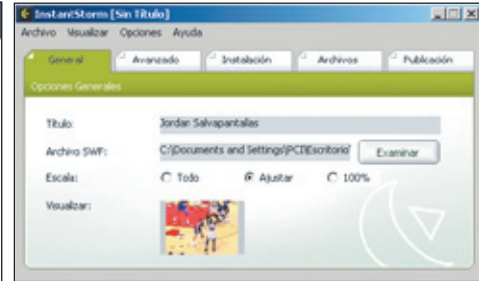 InstantStorm [Sin Título]
Archivo Visualizar Opciones Ayuda
General Avanzado Instalación Archivos Publicación
Opciones Generales
Título: Jordan Salvapantallas
Archivo SWF: C:\Documents and Settings\PCI\Escritorio\ Examinar
Escala: Todo Ajustar 100%
Visualizar: